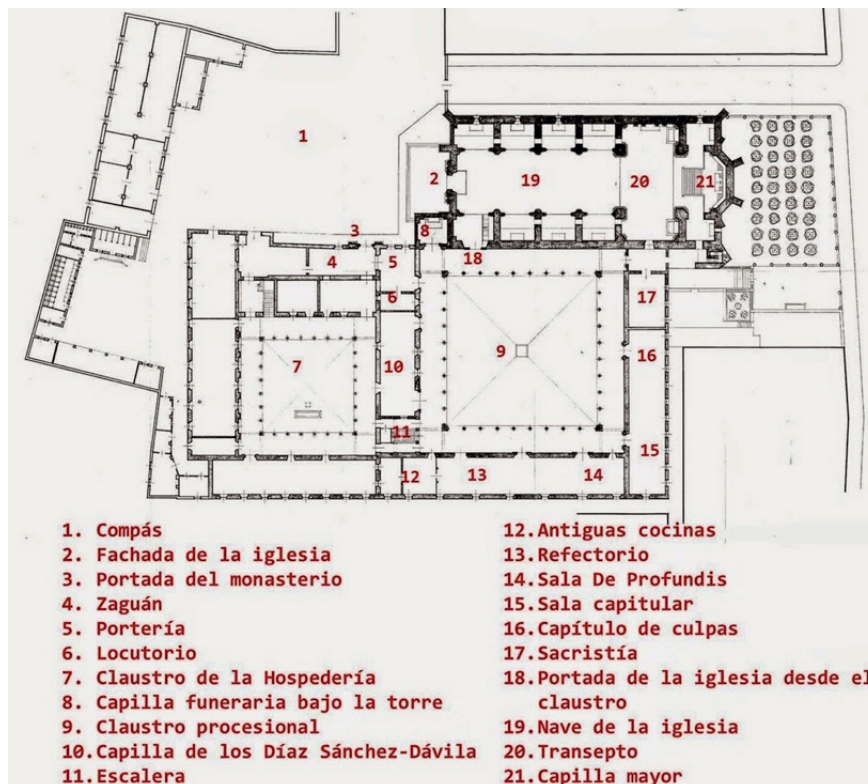 1
2
19
20
21
3
8
4
5
18
6
17
7
10
9
16
11
15
12
13
14
1. Compás
2. Fachada de la iglesia
3. Portada del monasterio
4. Zaguán
5. Portería
6. Locutorio
7. Claustro de la Hospedería
8. Capilla funeraria bajo la torre
9. Claustro procesional
10.Capilla de los Díaz Sánchez-Dávila
11.Escalera
12.Antiguas cocinas
13.Refectorio
14.Sala De Profundis
15.Sala capitular
16.Capítulo de culpas
17.Sacristía
18.Portada de la iglesia desde el
claustro
19.Nave de la iglesia
20.Transepto
21.Capilla mayor